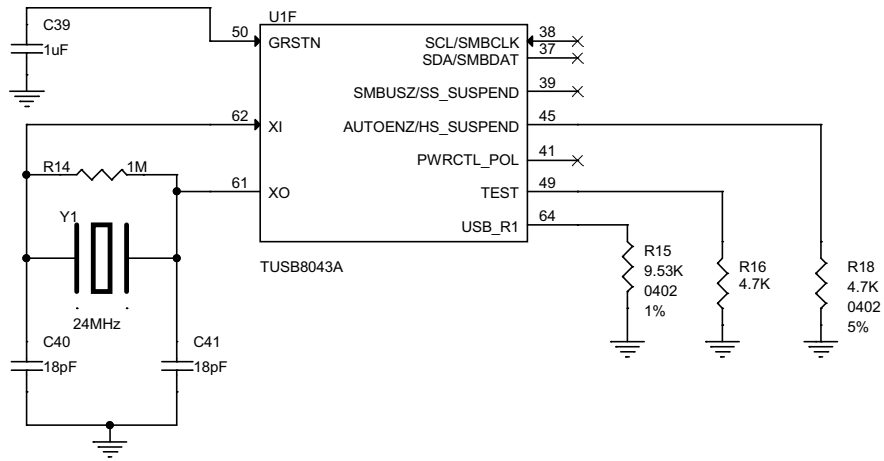 U1F
C39
1uF
50
GRSTN
SCL/SMBCLK
38
SDA/SMBDAT
37
SMBUSZ/SS_SUSPEND
39
62
XI
AUTOENZ/HS_SUSPEND
45
R14
1M
PWRCTL_POL
41
61
XO
TEST
49
Y1
USB_R1
64
TUSB8043A
R15
9.53K
0402
1%
R16
4.7K
R18
4.7K
0402
5%
24MHz
C40
18pF
C41
18pF